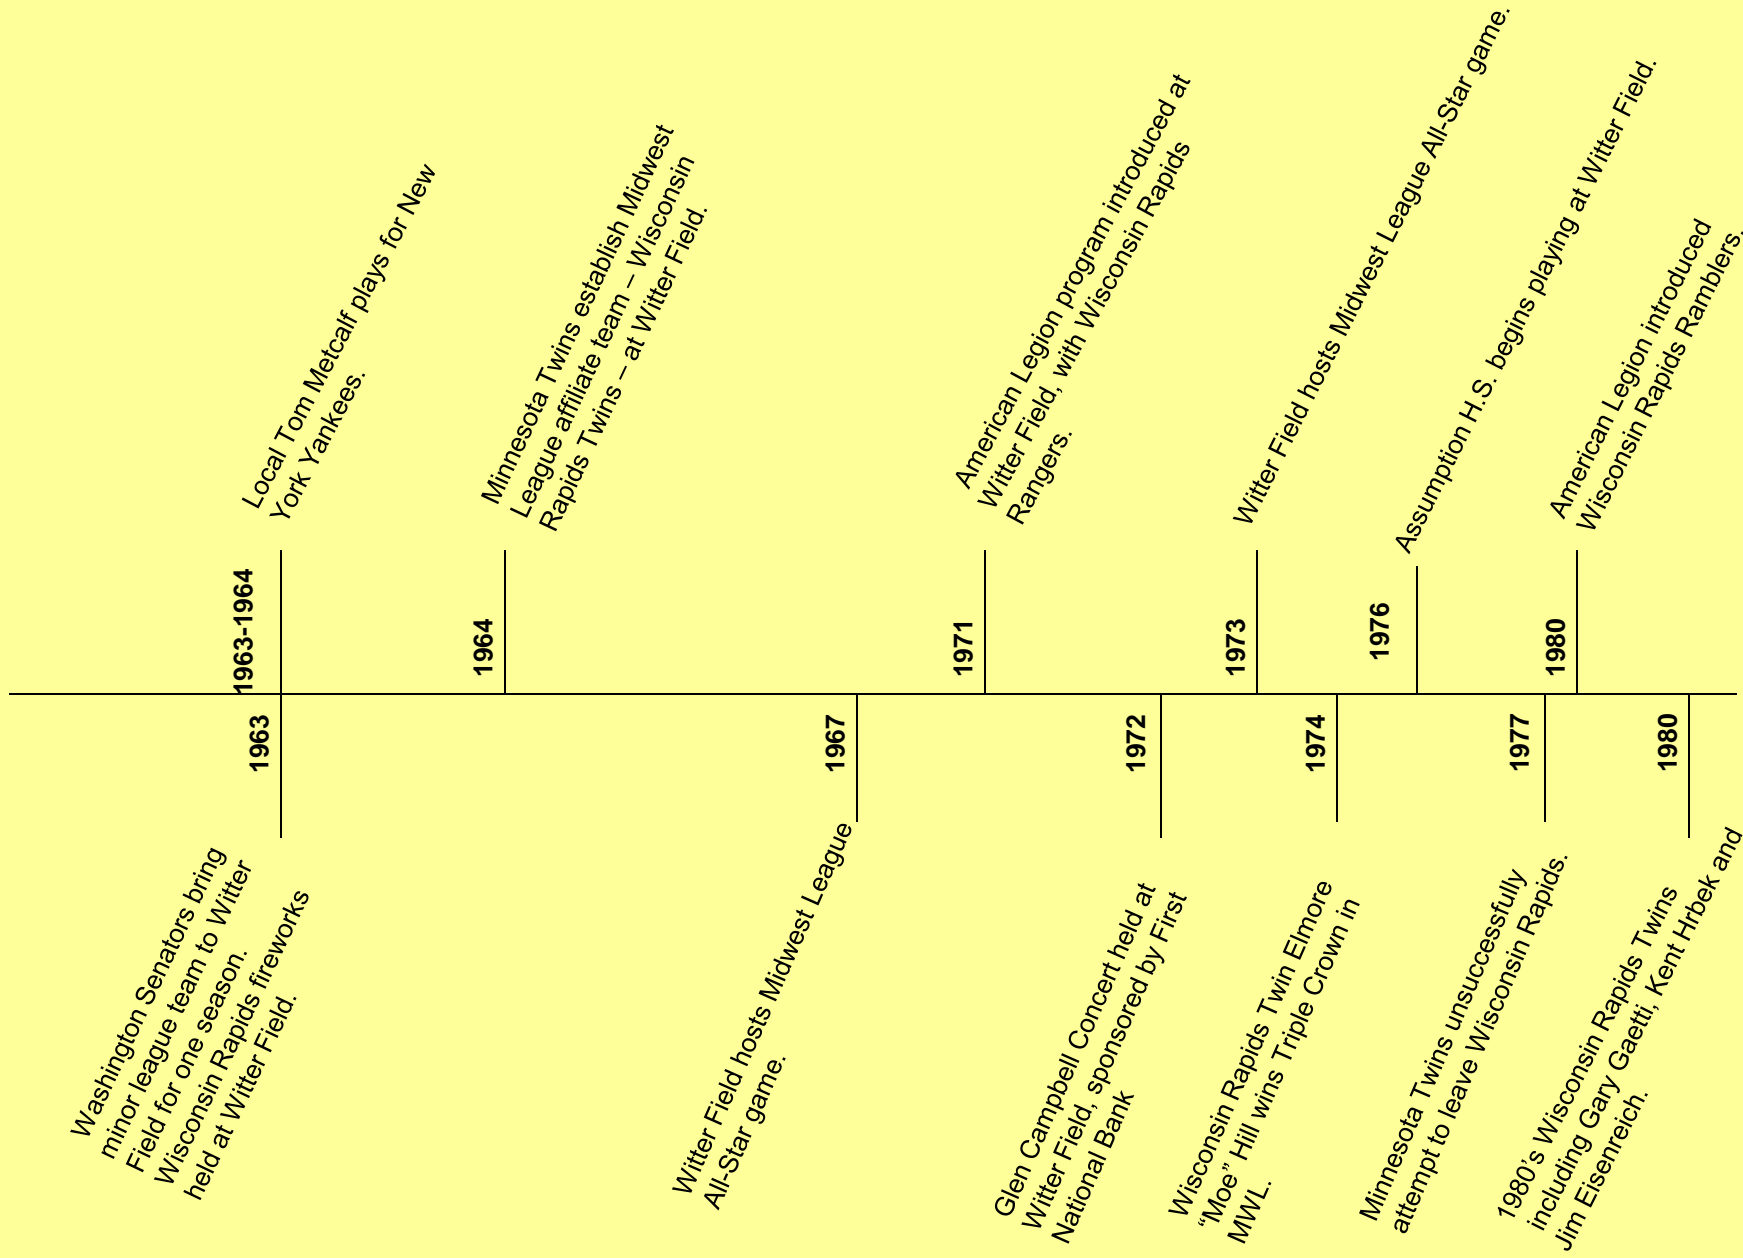 1963-1964
Local Tom Metcalf plays for New
York Yankees.
1964
Minnesota Twins establish Midwest
League affiliate team – Wisconsin
Rapids Twins – at Witter Field.
1971
American Legion program introduced at
Witter Field, with Wisconsin Rapids
Rangers.
1973
Witter Field hosts Midwest League All-Star game.
1976
Assumption H.S. begins playing at Witter Field.
1980
American Legion introduced
Wisconsin Rapids Ramblers.
1963
Washington Senators bring
minor league team to Witter
Field for one season.
Wisconsin Rapids fireworks
held at Witter Field.
1967
Witter Field hosts Midwest League
All-Star game.
1972
Glen Campbell Concert held at
Witter Field, sponsored by First
National Bank
1974
Wisconsin Rapids Twin Elmore
“Moe” Hill wins Triple Crown in
MWL.
1977
Minnesota Twins unsuccessfully
attempt to leave Wisconsin Rapids.
1980
1980’s Wisconsin Rapids Twins
including Gary Gaetti, Kent Hrbek and
Jim Eisenreich.